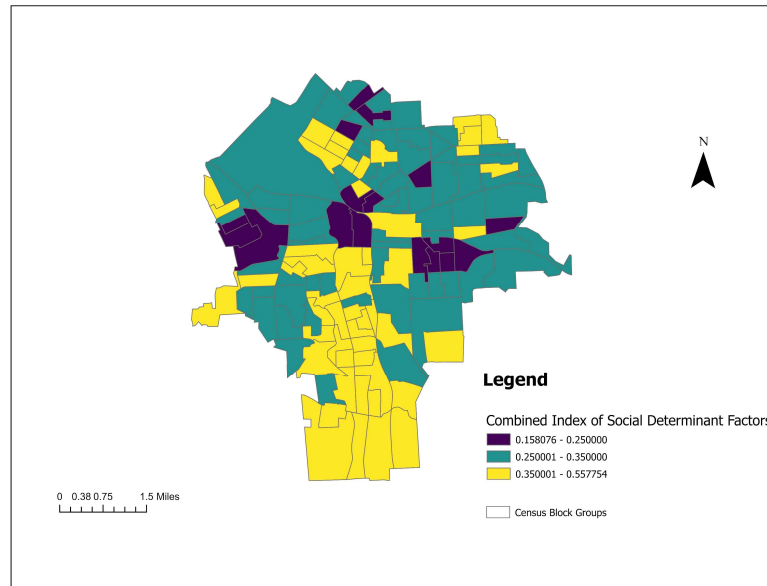 N
Legend
Combined Index of Social Determinant Factors
0.158076 - 0.250000
0.250001 - 0.350000
0.350001 - 0.557754
Census Block Groups
0 0.38 0.75 1.5 Miles